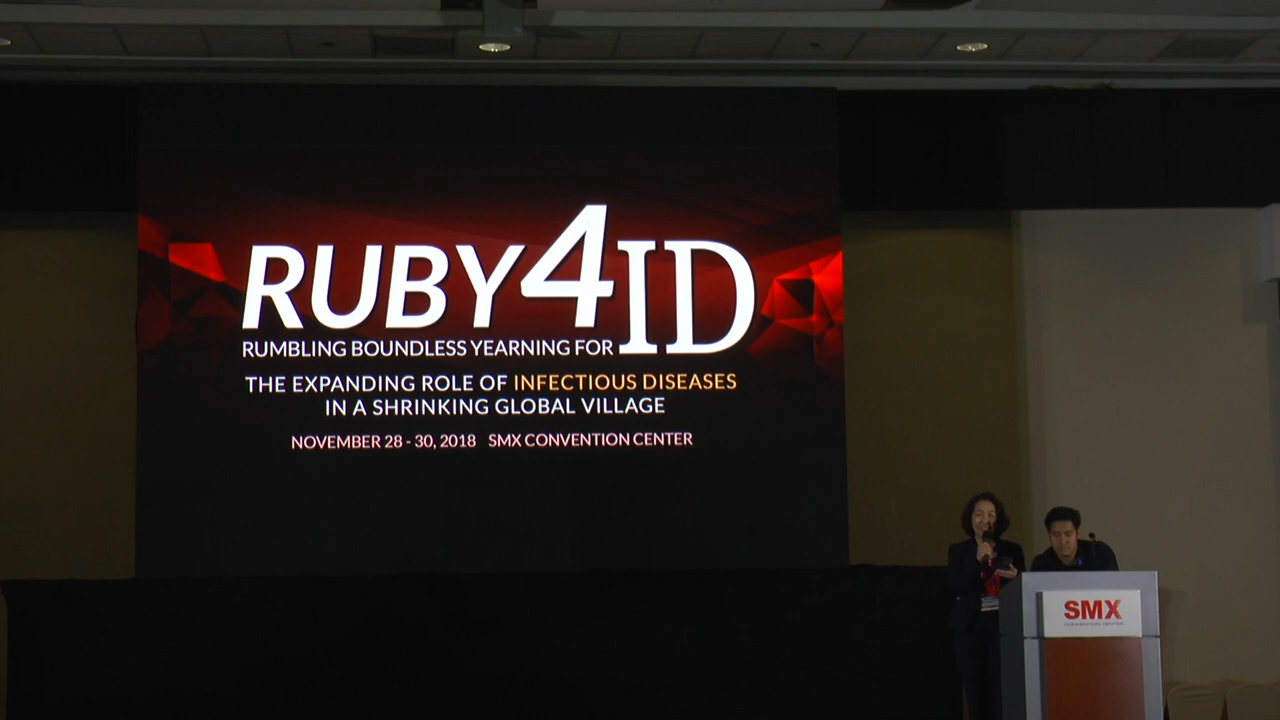 RUBY4ID
RUMBLING BOUNDLESS YEARNING FOR
THE EXPANDING ROLE OF INFECTIOUS DISEASES
IN A SHRINKING GLOBAL VILLAGE
NOVEMBER 28 - 30, 2018 SMX CONVENTION CENTER
SMX